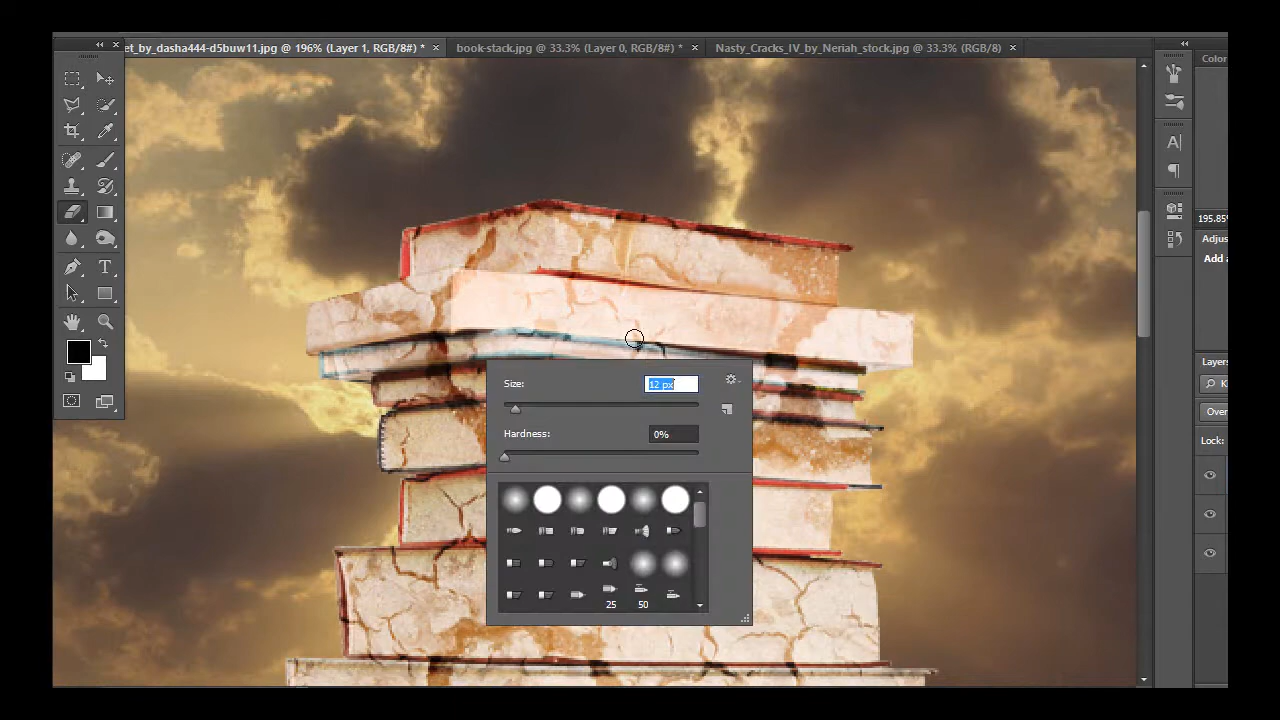 et_by_dasha444-d5buw11.jpg @ 196% (Layer 1, RGB/8#) * ×
book-stack.jpg @ 33.3% (Layer 0, RGB/8#) * ×
Nasty_Cracks_IV_by_Neriah_stock.jpg @ 33.3% (RGB/8) ×
Color
195.85%
Adjus
Add a
Layers
K
Over
Lock:
Size: 12 px
Hardness: 0%
25 50